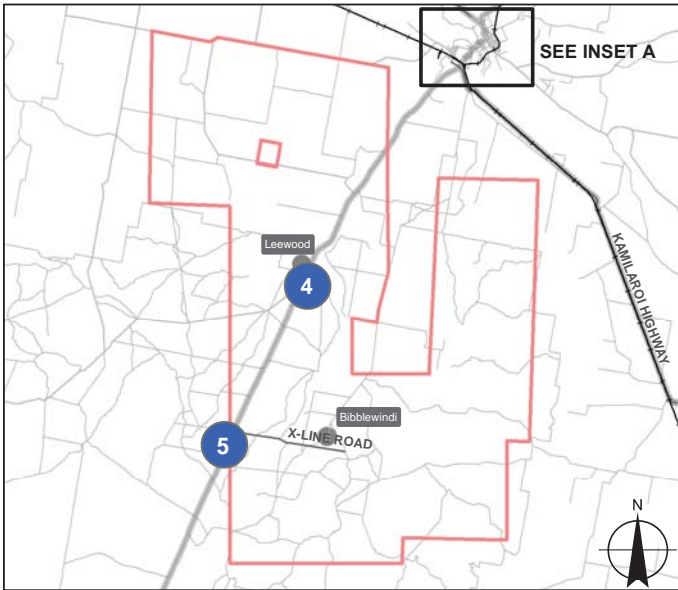 SEE INSET A
KAMILAROI HIGHWAY
Leewood
4
Bibblewindi
5
X-LINE ROAD
N